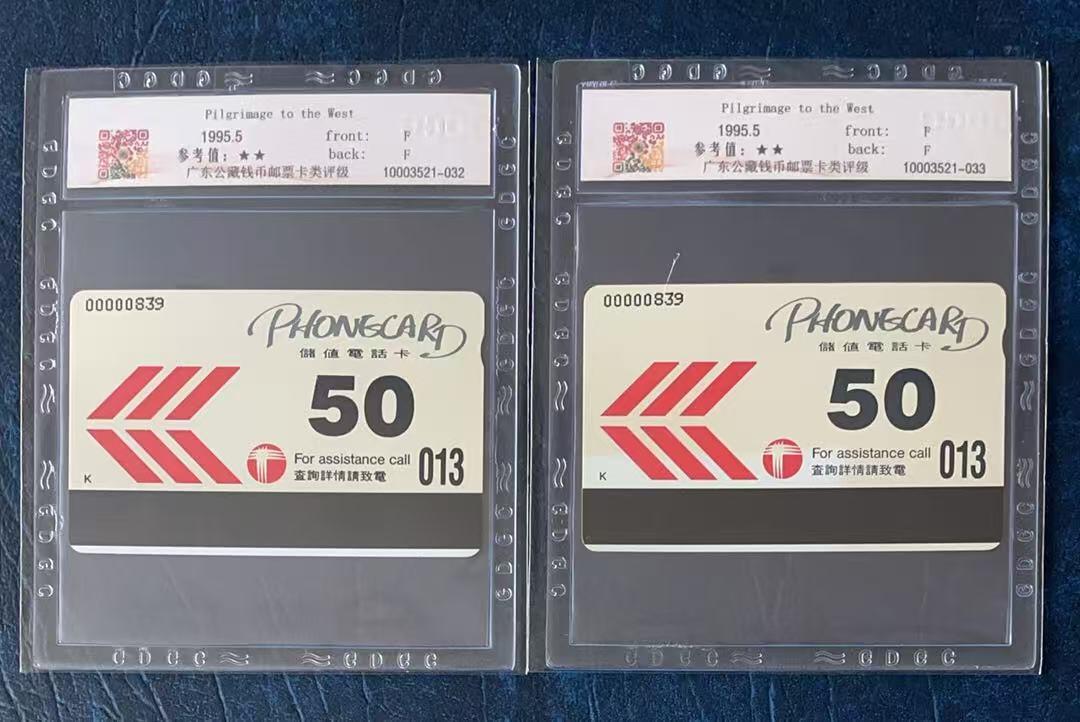 Pilgrimage to the West
1995.5 front: F
参考值：★★ back: F
广东公藏钱币邮票卡类评级 10003521-032
00000839
PHONECARD
儲值電話卡
50
For assistance call 013
查詢詳情請致電
K
Pilgrimage to the West
1995.5 front: F
参考值：★★ back: F
广东公藏钱币邮票卡类评级 10003521-033
00000839
PHONECARD
儲值電話卡
50
For assistance call 013
查詢詳情請致電
K